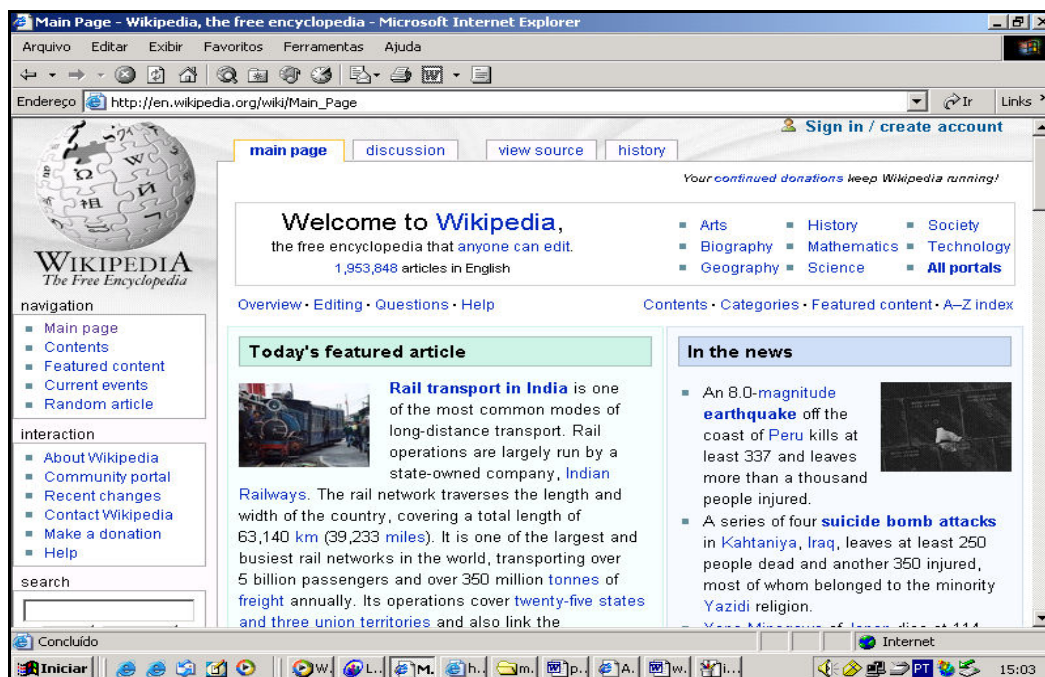 Main Page - Wikipedia, the free encyclopedia - Microsoft Internet Explorer
Arquivo Editar Exibir Favoritos Ferramentas Ajuda
Endereço http://en.wikipedia.org/wiki/Main_Page Ir Links
Sign in / create account
main page discussion view source history
Your continued donations keep Wikipedia running!
WIKIPEDIA
The Free Encyclopedia
navigation
Main page
Contents
Featured content
Current events
Random article
interaction
About Wikipedia
Community portal
Recent changes
Contact Wikipedia
Make a donation
Help
search
Welcome to Wikipedia,
the free encyclopedia that anyone can edit.
1,953,848 articles in English
Arts History Society
Biography Mathematics Technology
Geography Science All portals
Overview · Editing · Questions · Help
Contents · Categories · Featured content · A–Z index
Today's featured article
Rail transport in India is one
of the most common modes of
long-distance transport. Rail
operations are largely run by a
state-owned company, Indian
Railways. The rail network traverses the length and
width of the country, covering a total length of
63,140 km (39,233 miles). It is one of the largest and
busiest rail networks in the world, transporting over
5 billion passengers and over 350 million tonnes of
freight annually. Its operations cover twenty-five states
and three union territories and also link the
In the news
An 8.0-magnitude
earthquake off the
coast of Peru kills at
least 337 and leaves
more than a thousand
people injured.
A series of four suicide bomb attacks
in Kahtaniya, Iraq, leaves at least 250
people dead and another 350 injured,
most of whom belonged to the minority
Yazidi religion.
Concluído Internet
Iniciar W. L... M. h.. m. p.. A. w. i... PT 15:03